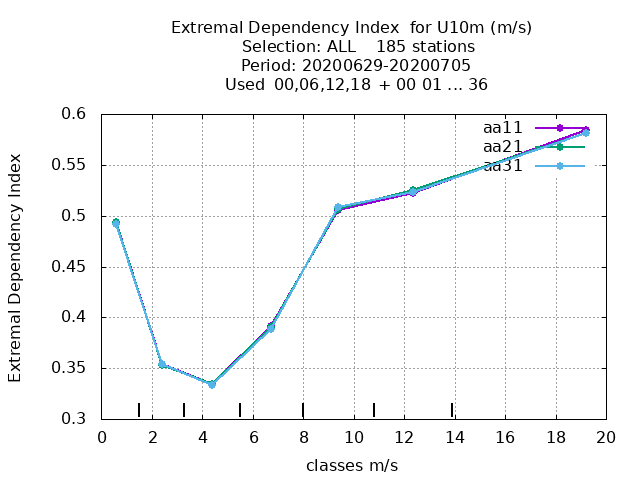 Extremal Dependency Index  for U10m (m/s)
Selection: ALL    185 stations
Period: 20200629-20200705
Used  00,06,12,18  + 00 01 ... 36
aa11
aa21
aa31
Extremal Dependency Index
0.6
0.55
0.5
0.45
0.4
0.35
0.3
0 2 4 6 8 10 12 14 16 18 20
classes m/s